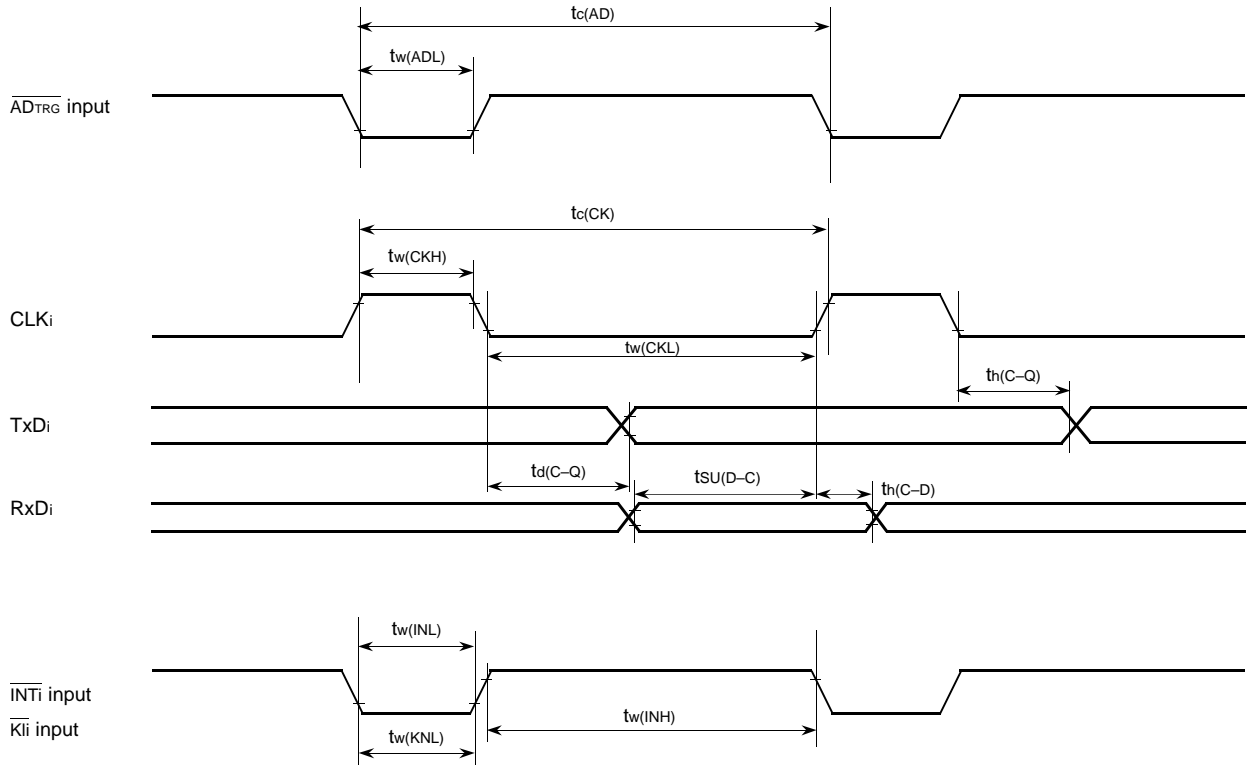 tc(AD)
tw(ADL)
ADTRG input
tc(CK)
tw(CKH)
CLKi
tw(CKL)
th(C–Q)
TxDi
td(C–Q)
tSU(D–C)
th(C–D)
RxDi
tw(INL)
INTi input
KIi input
tw(INH)
tw(KNL)